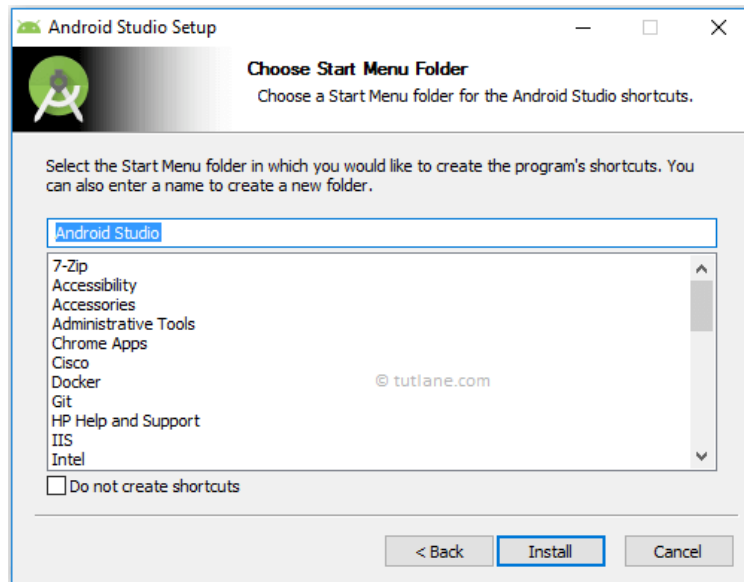 Android Studio Setup
Choose Start Menu Folder
Choose a Start Menu folder for the Android Studio shortcuts.
Select the Start Menu folder in which you would like to create the program's shortcuts. You
can also enter a name to create a new folder.
Android Studio
7-Zip
Accessibility
Accessories
Administrative Tools
Chrome Apps
Cisco
Docker
© tutlane.com
Git
HP Help and Support
IIS
Intel
Do not create shortcuts
< Back
Install
Cancel